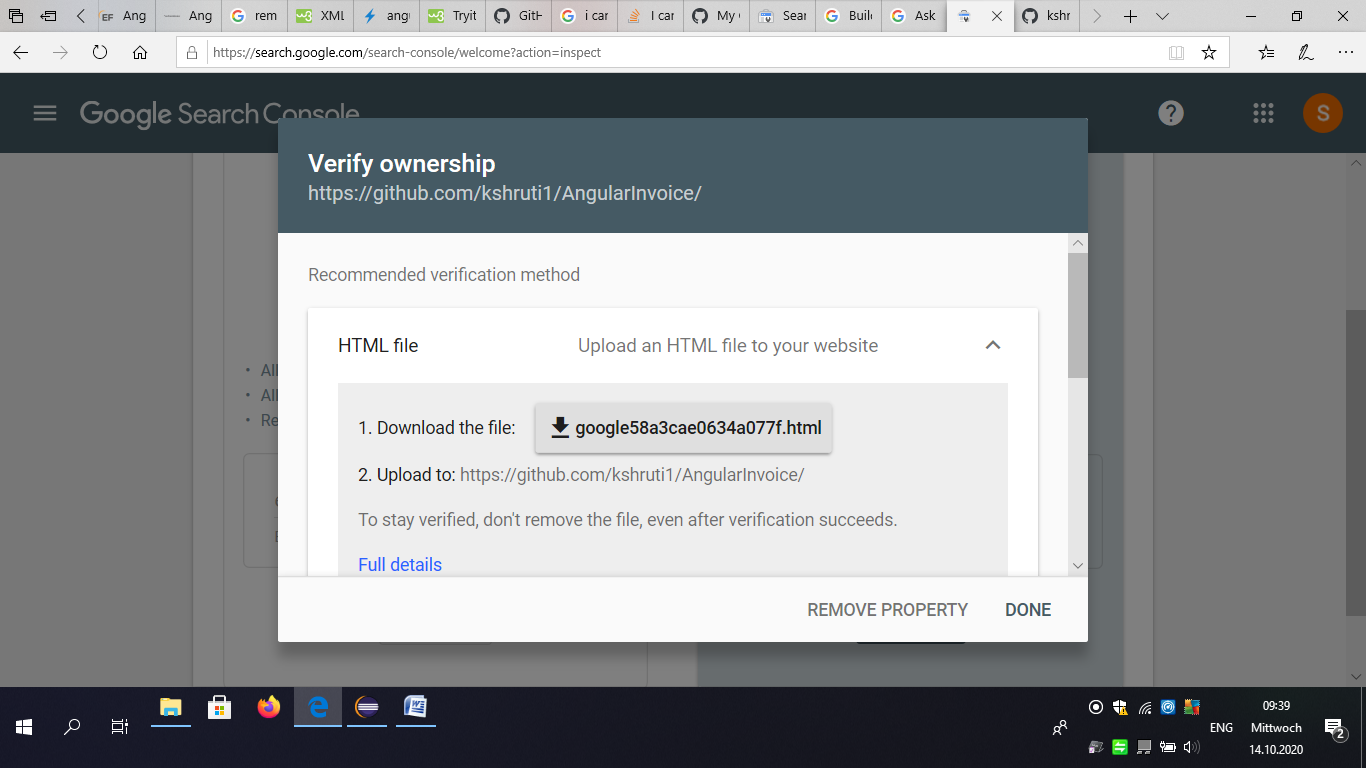 Ang
Ang
rem
XML
ang
Tryit
GitH
i car
I car
My
Sear
Build
Ask
kshr
https://search.google.com/search-console/welcome?action=inspect
Google Search Console
S
Verify ownership
https://github.com/kshruti1/AngularInvoice/
Recommended verification method
HTML file
Upload an HTML file to your website
1. Download the file:
google58a3cae0634a077f.html
2. Upload to: https://github.com/kshruti1/AngularInvoice/
To stay verified, don't remove the file, even after verification succeeds.
Full details
All
All
Re
REMOVE PROPERTY
DONE
ENG
09:39
Mittwoch
14.10.2020
2